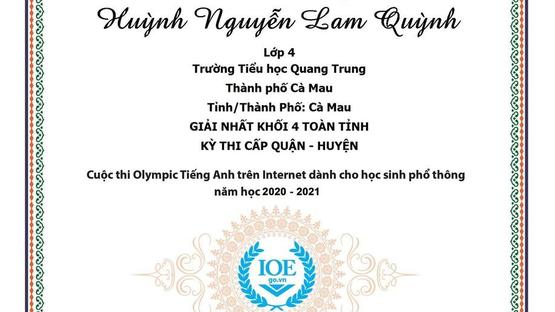 Huỳnh Nguyễn Lam Quỳnh
Lớp 4
Trường Tiểu học Quang Trung
Thành phố Cà Mau
Tỉnh/Thành Phố: Cà Mau
GIẢI NHẤT KHỐI 4 TOÀN TỈNH
KỲ THI CẤP QUẬN - HUYỆN
Cuộc thi Olympic Tiếng Anh trên Internet dành cho học sinh phổ thông
năm học 2020 - 2021
IOE
go.vn